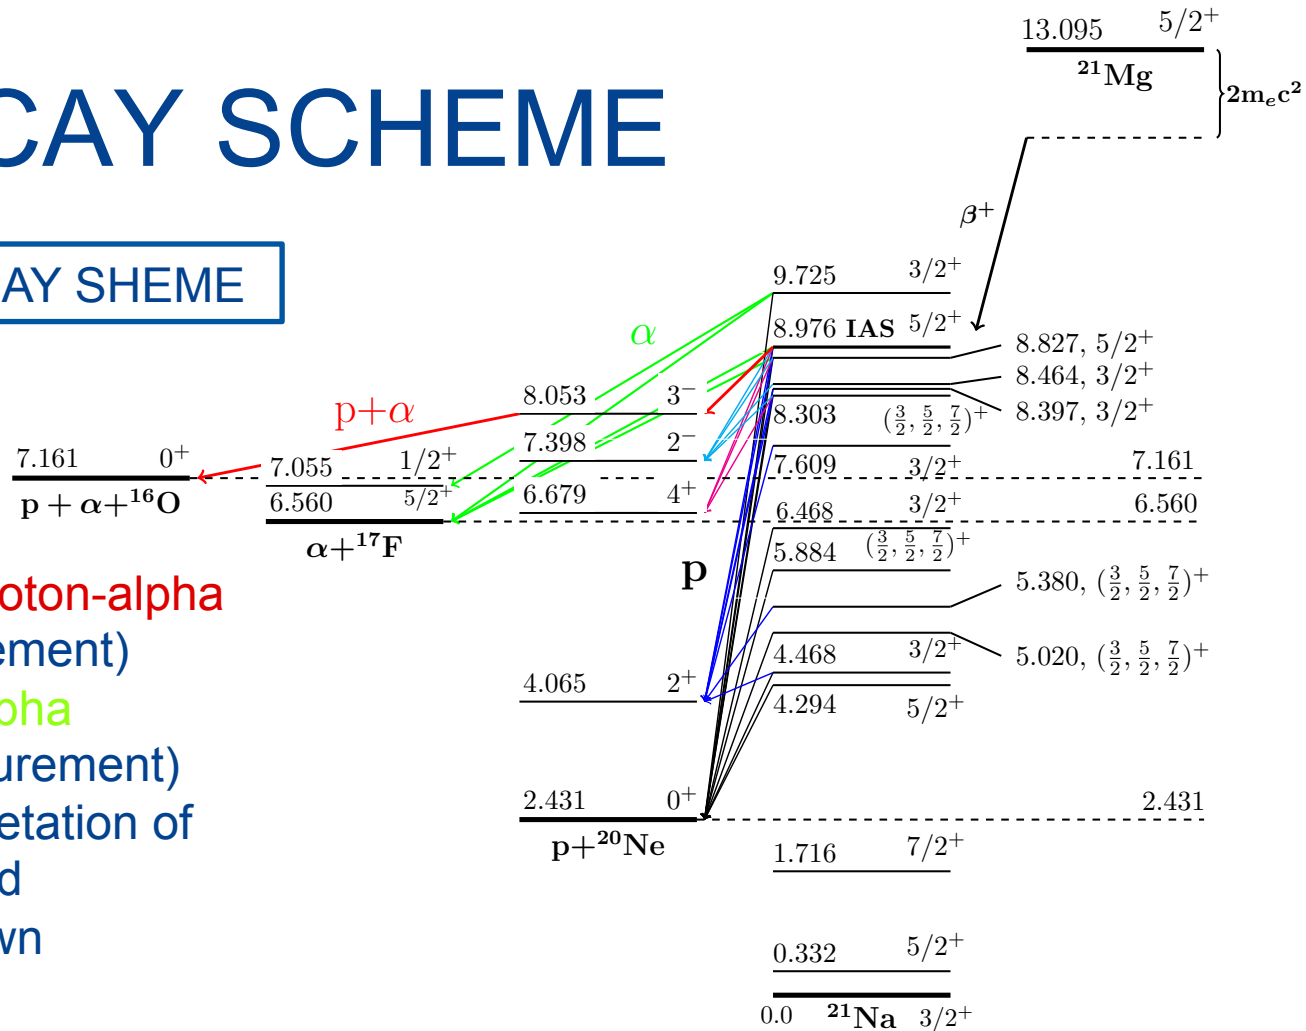 CAY SCHEME
AY SHEME
13.095 5/2⁺
²¹Mg
2mₑc²
β⁺
9.725 3/2⁺
8.976 IAS 5/2⁺
8.827, 5/2⁺
8.464, 3/2⁺
8.397, 3/2⁺
8.303 (3/2, 5/2, 7/2)⁺
7.609 3/2⁺
6.468 3/2⁺
5.884 (3/2, 5/2, 7/2)⁺
5.380, (3/2, 5/2, 7/2)⁺
5.020, (3/2, 5/2, 7/2)⁺
4.468 3/2⁺
4.294 5/2⁺
1.716 7/2⁺
0.332 5/2⁺
0.0 ²¹Na 3/2⁺
7.161
6.560
2.431
α
p+α
p
8.053 3⁻
7.398 2⁻
6.679 4⁺
4.065 2⁺
2.431 0⁺
p+²⁰Ne
7.055 1/2⁺
6.560 5/2⁺
α+¹⁷F
7.161 0⁺
p + α+¹⁶O
oton-alpha
ement)
pha
urement)
etation of
d
wn